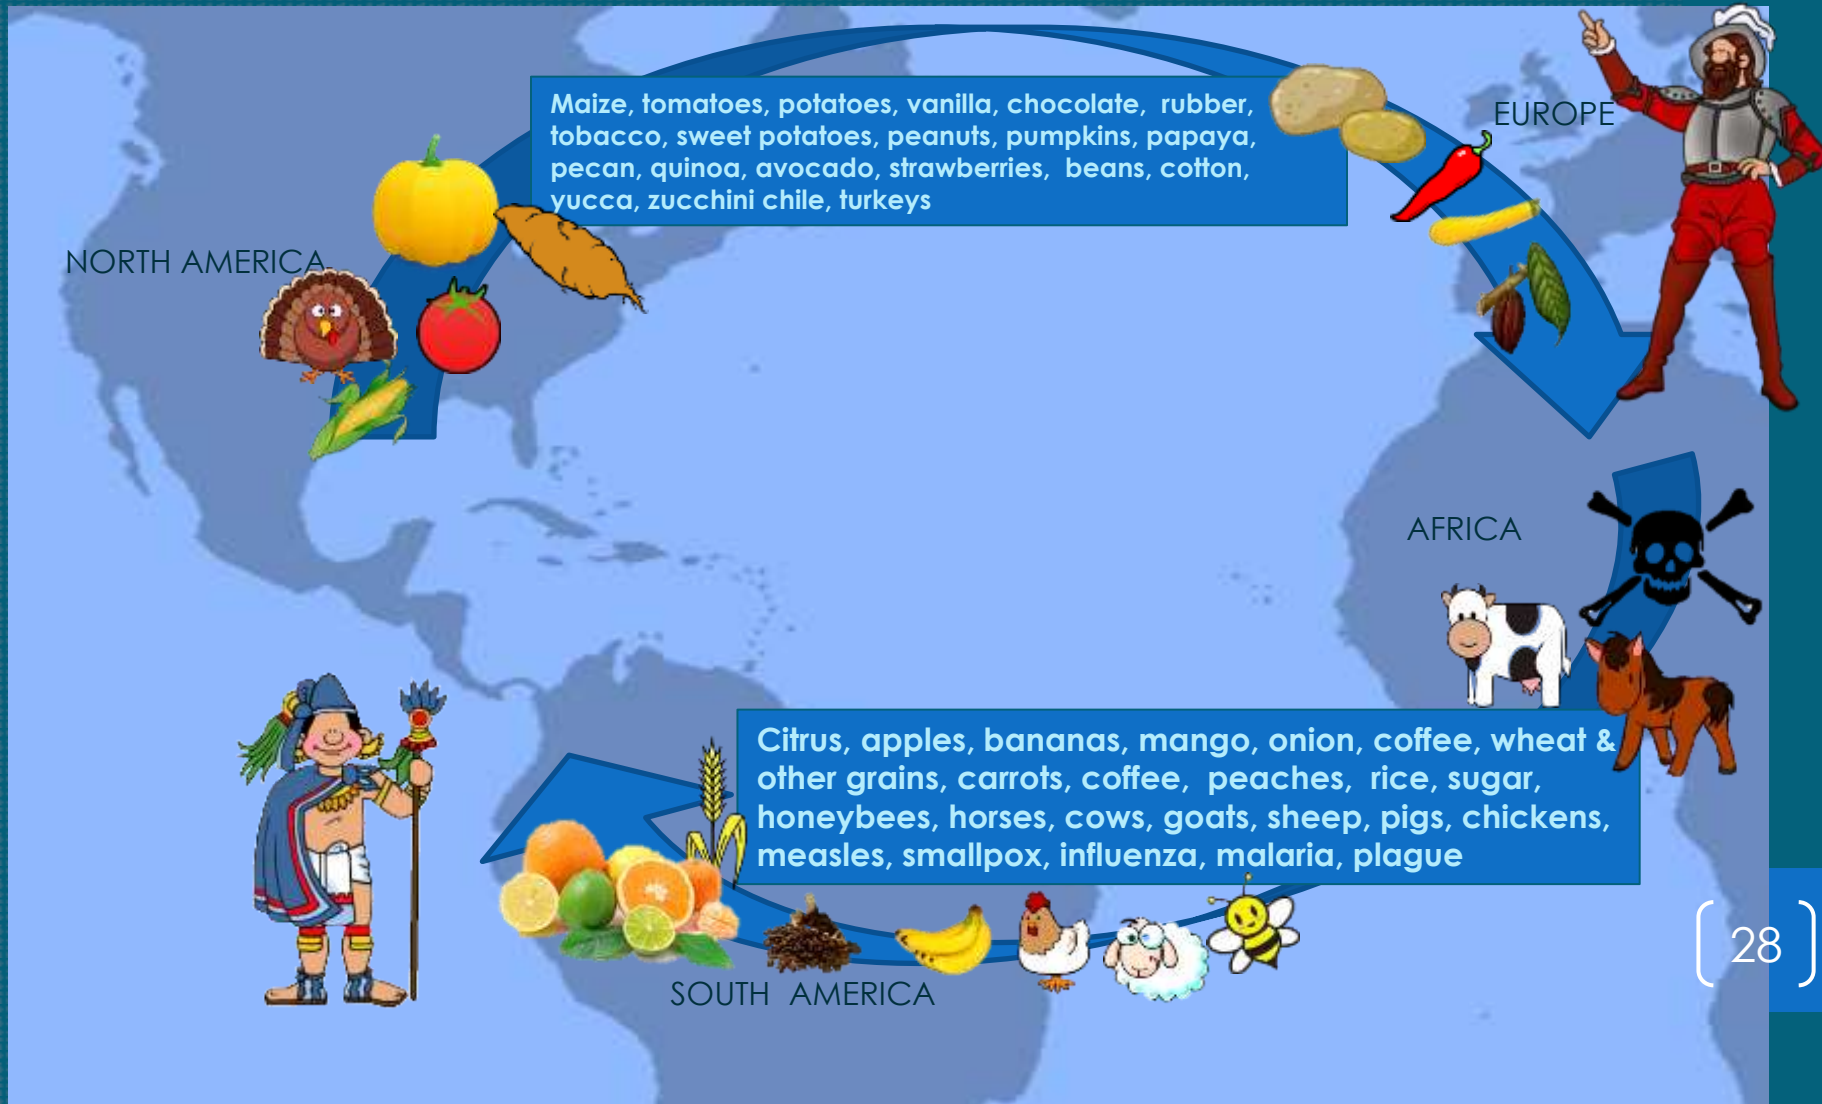 Maize, tomatoes, potatoes, vanilla, chocolate, rubber,
tobacco, sweet potatoes, peanuts, pumpkins, papaya,
pecan, quinoa, avocado, strawberries, beans, cotton,
yucca, zucchini chile, turkeys
EUROPE
NORTH AMERICA
AFRICA
Citrus, apples, bananas, mango, onion, coffee, wheat &
other grains, carrots, coffee, peaches, rice, sugar,
honeybees, horses, cows, goats, sheep, pigs, chickens,
measles, smallpox, influenza, malaria, plague
28
SOUTH AMERICA